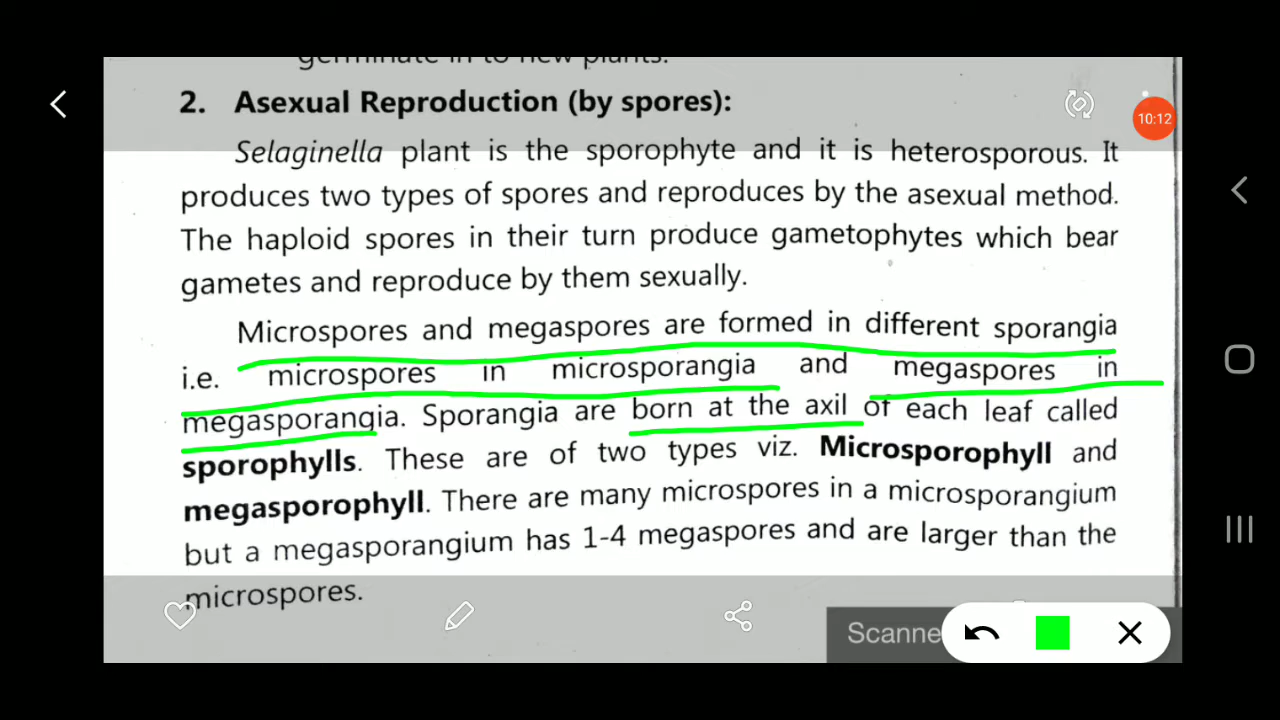 germinate in to new plants.
2. Asexual Reproduction (by spores):
10:12
Selaginella plant is the sporophyte and it is heterosporous. It
produces two types of spores and reproduces by the asexual method.
The haploid spores in their turn produce gametophytes which bear
gametes and reproduce by them sexually.
Microspores and megaspores are formed in different sporangia
i.e. microspores in microsporangia and megaspores in
megasporangia. Sporangia are born at the axil of each leaf called
sporophylls. These are of two types viz. Microsporophyll and
megasporophyll. There are many microspores in a microsporangium
but a megasporangium has 1-4 megaspores and are larger than the
microspores.
Scanne